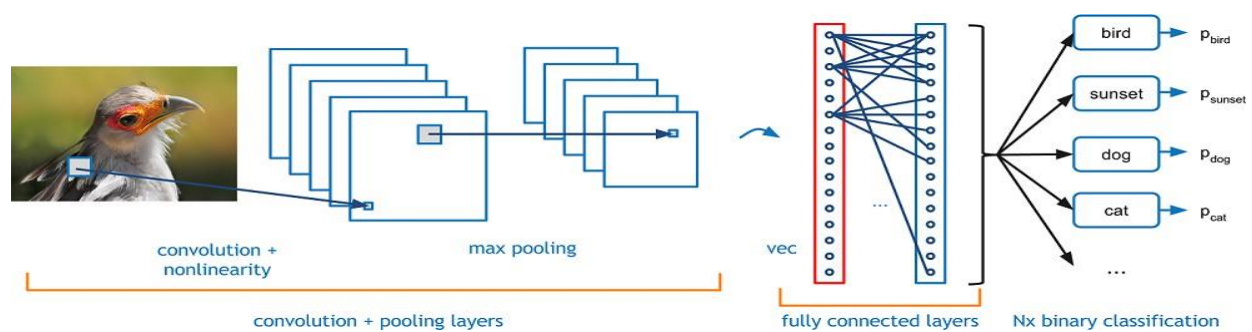 bird
p_bird
sunset
p_sunset
dog
p_dog
cat
p_cat
...
...
convolution +
nonlinearity
max pooling
vec
convolution + pooling layers
fully connected layers
Nx binary classification